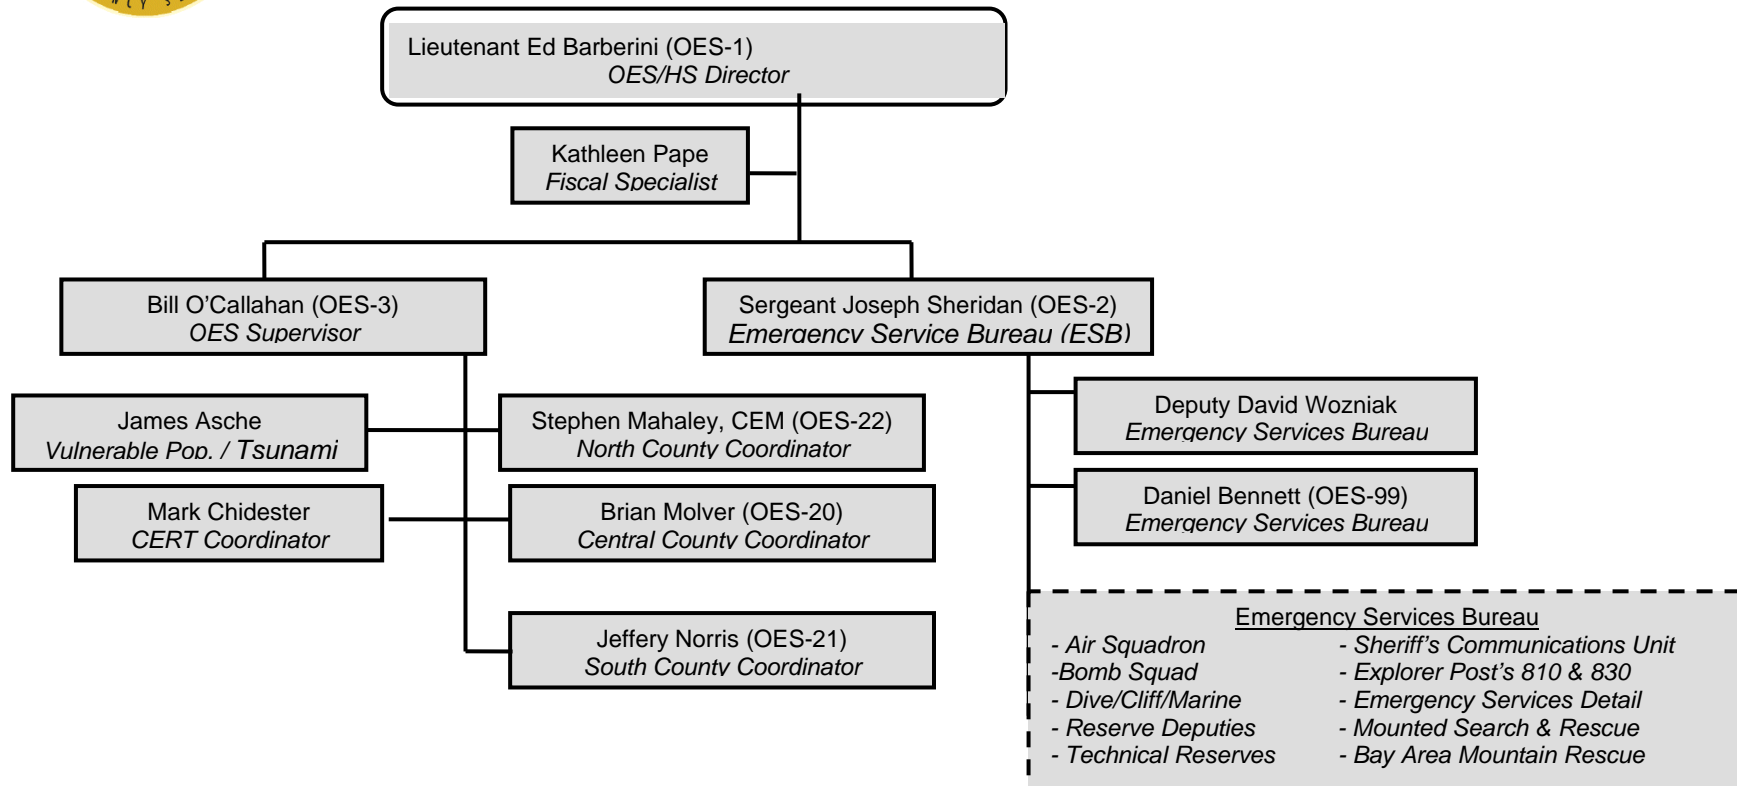 Lieutenant Ed Barberini (OES-1)
OES/HS Director
Kathleen Pape
Fiscal Specialist
Bill O’Callahan (OES-3)
OES Supervisor
Sergeant Joseph Sheridan (OES-2)
Emergency Service Bureau (ESB)
James Asche
Vulnerable Pop. / Tsunami
Stephen Mahaley, CEM (OES-22)
North County Coordinator
Mark Chidester
CERT Coordinator
Brian Molver (OES-20)
Central County Coordinator
Jeffery Norris (OES-21)
South County Coordinator
Deputy David Wozniak
Emergency Services Bureau
Daniel Bennett (OES-99)
Emergency Services Bureau
Emergency Services Bureau
- Air Squadron
-Bomb Squad
- Dive/Cliff/Marine
- Reserve Deputies
- Technical Reserves
- Sheriff’s Communications Unit
- Explorer Post’s 810 & 830
- Emergency Services Detail
- Mounted Search & Rescue
- Bay Area Mountain Rescue